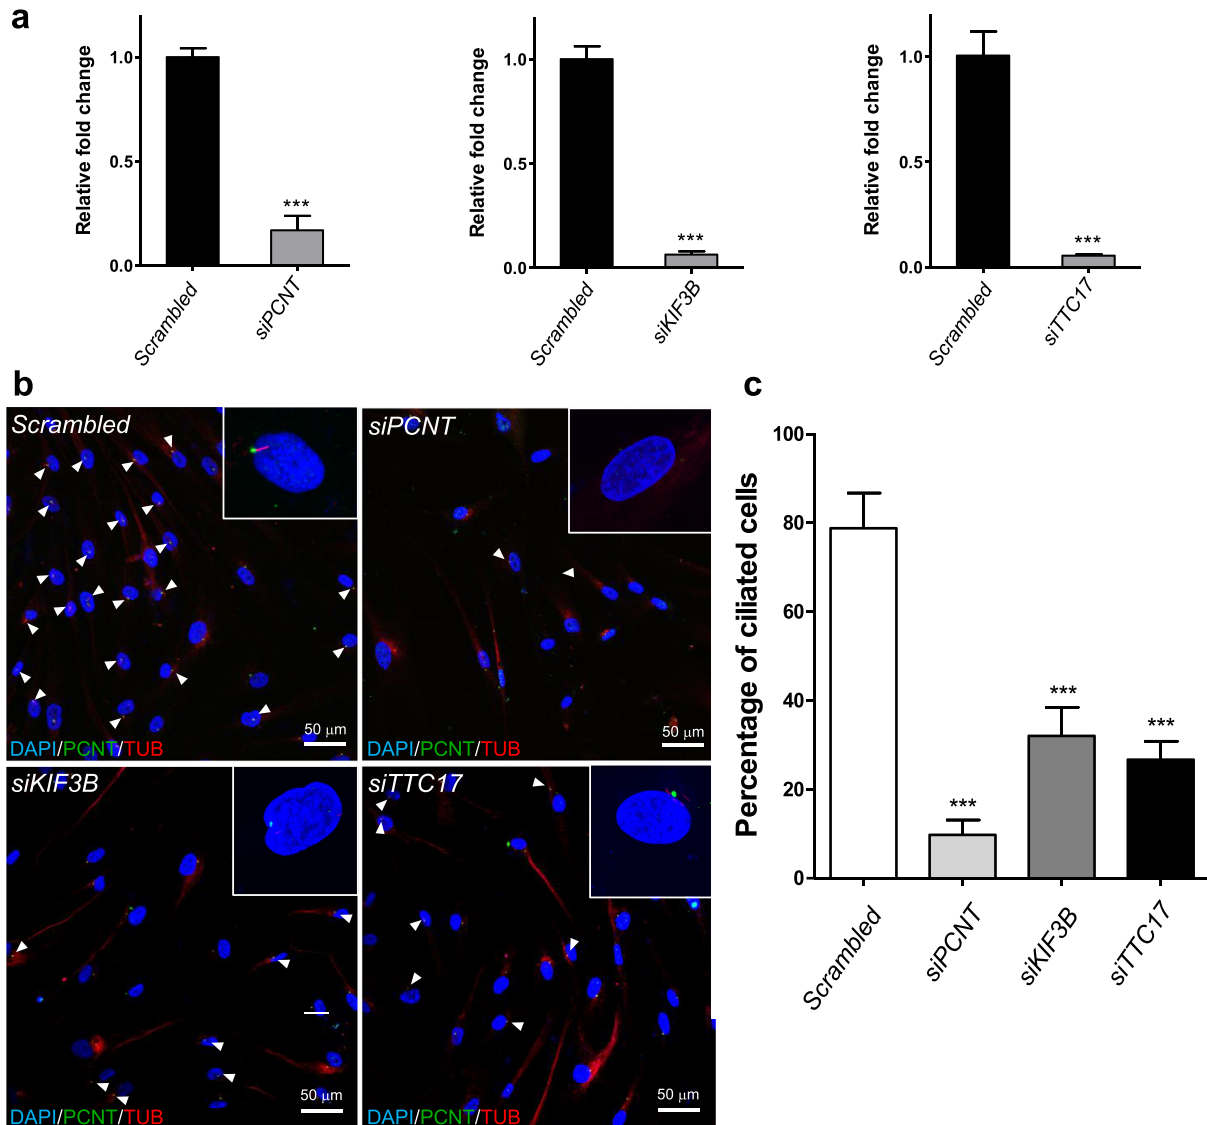 a
Relative fold change
1.0
0.5
0.0
***
Scrambled
siPCNT
Relative fold change
1.0
0.5
0.0
***
Scrambled
siKIF3B
Relative fold change
1.0
0.5
0.0
***
Scrambled
siTTC17
b
Scrambled
50 μm
DAPI/PCNT/TUB
siPCNT
50 μm
DAPI/PCNT/TUB
siKIF3B
50 μm
DAPI/PCNT/TUB
siTTC17
50 μm
DAPI/PCNT/TUB
c
Percentage of ciliated cells
100
80
60
40
20
0
***
***
***
Scrambled
siPCNT
siKIF3B
siTTC17